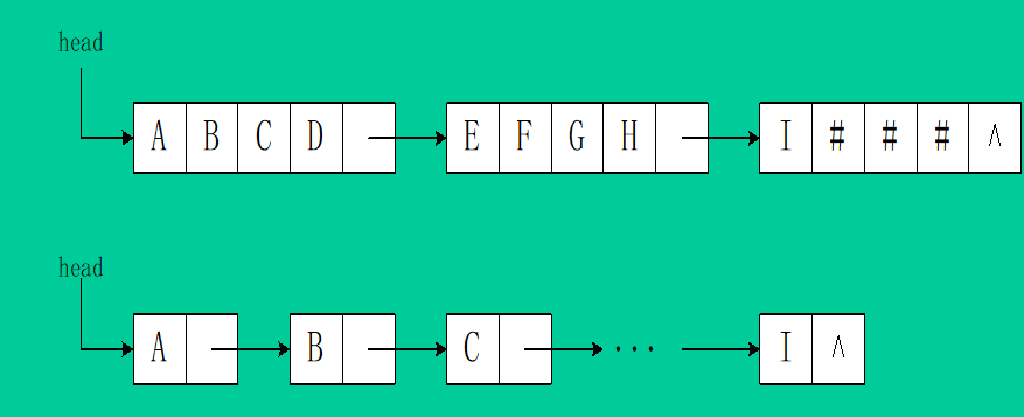 head
A B C D E F G H I # # # ∧
head
A B C ··· I ∧